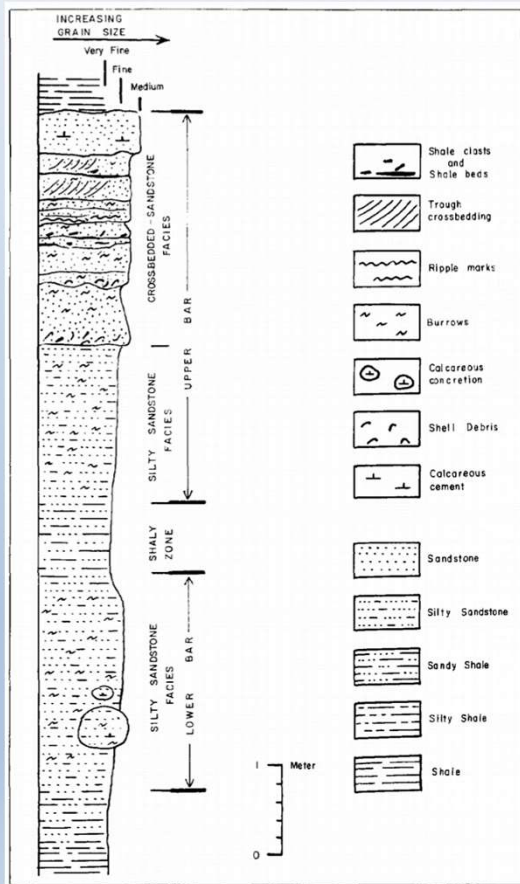 INCREASING
GRAIN SIZE
Very Fine
Fine
Medium
CROSSBEDDED-SANDSTONE
FACIES
UPPER BAR
SILTY SANDSTONE
FACIES
SHALY
ZONE
SILTY SANDSTONE
FACIES
LOWER BAR
1 Meter
0
Shale clasts
and
Shale beds
Trough
crossbedding
Ripple marks
Burrows
Calcareous
concretion
Shell Debris
Calcareous
cement
Sandstone
Silty Sandstone
Sandy Shale
Silty Shale
Shale